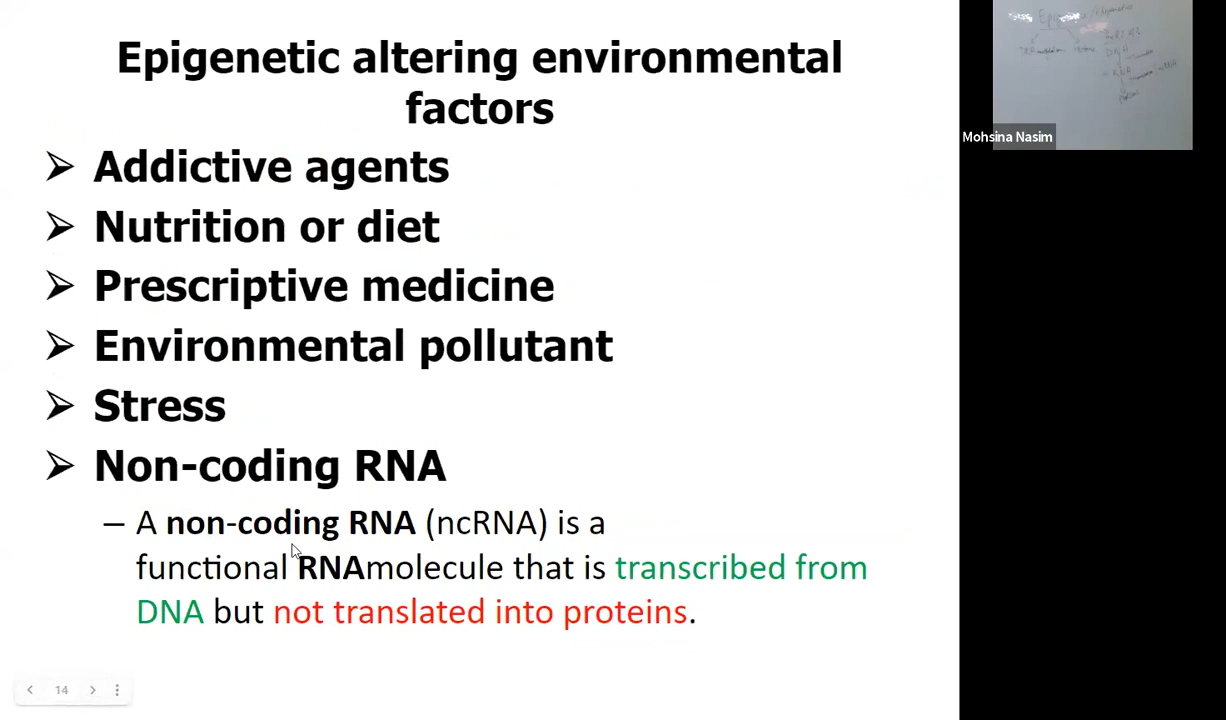 Epigenetic altering environmental
factors
➢ Addictive agents
➢ Nutrition or diet
➢ Prescriptive medicine
➢ Environmental pollutant
➢ Stress
➢ Non-coding RNA
– A non-coding RNA (ncRNA) is a
functional RNAmolecule that is transcribed from
DNA but not translated into proteins.
14
Mohsina Nasim